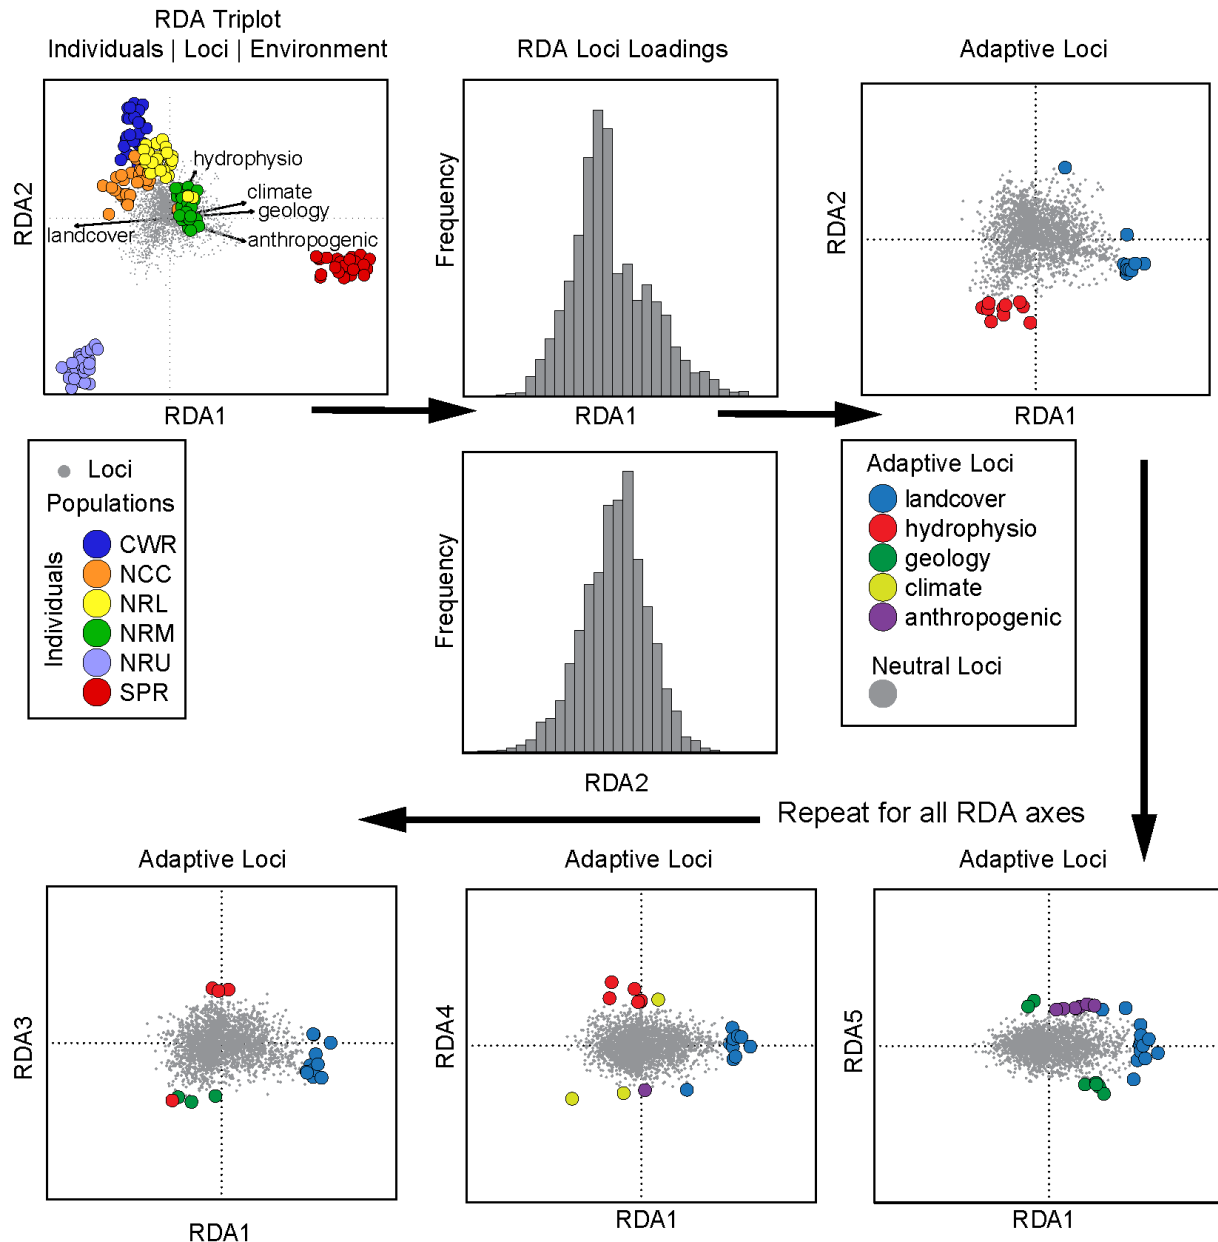 RDA Triplot
Individuals | Loci | Environment
RDA Loci Loadings
Adaptive Loci
hydrophysio
climate
geology
landcover
anthropogenic
RDA2
RDA1
Frequency
RDA1
RDA2
RDA1
Loci
Populations
Individuals
CWR
NCC
NRL
NRM
NRU
SPR
Frequency
RDA2
Adaptive Loci
landcover
hydrophysio
geology
climate
anthropogenic
Neutral Loci
Repeat for all RDA axes
Adaptive Loci
Adaptive Loci
Adaptive Loci
RDA3
RDA1
RDA4
RDA1
RDA5
RDA1